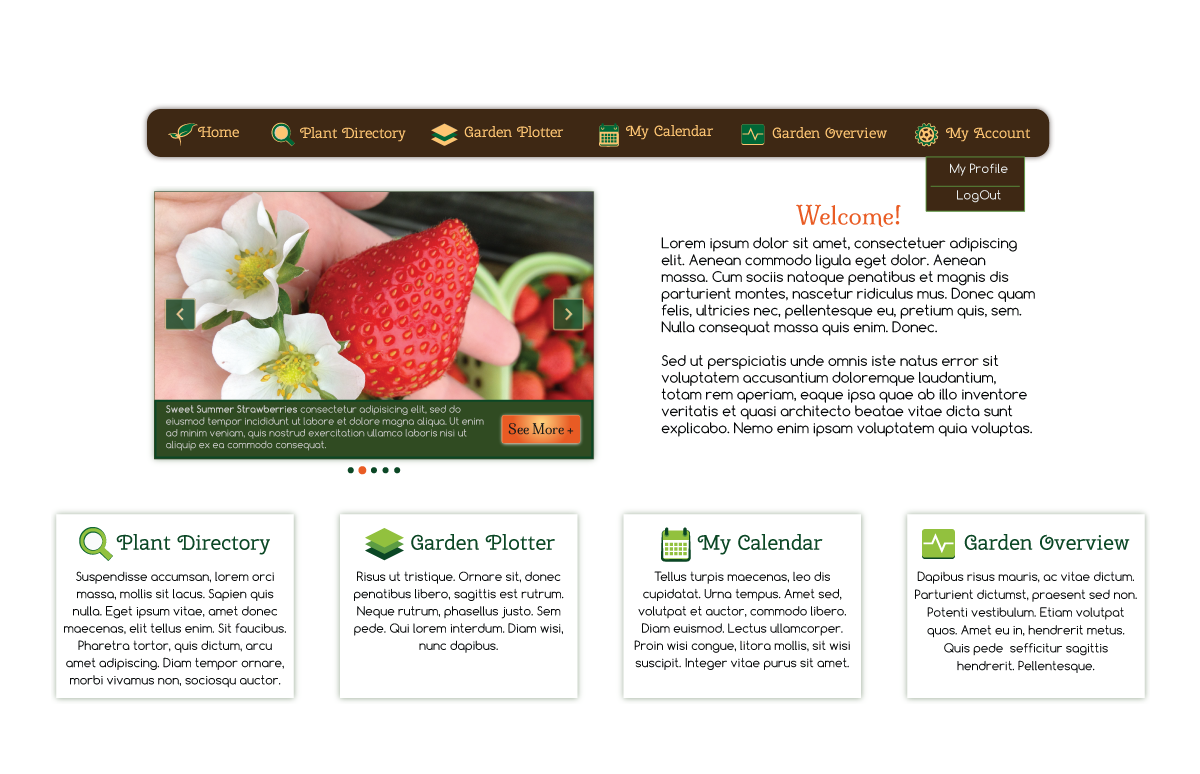 Home
Plant Directory
Garden Plotter
My Calendar
Garden Overview
My Account
My Profile
LogOut
Sweet Summer Strawberries consectetur adipisicing elit, sed do
eiusmod tempor incididunt ut labore et dolore magna aliqua. Ut enim
ad minim veniam, quis nostrud exercitation ullamco laboris nisi ut
aliquip ex ea commodo consequat.
See More +
Welcome!
Lorem ipsum dolor sit amet, consectetuer adipiscing
elit. Aenean commodo ligula eget dolor. Aenean
massa. Cum sociis natoque penatibus et magnis dis
parturient montes, nascetur ridiculus mus. Donec quam
felis, ultricies nec, pellentesque eu, pretium quis, sem.
Nulla consequat massa quis enim. Donec.
Sed ut perspiciatis unde omnis iste natus error sit
voluptatem accusantium doloremque laudantium,
totam rem aperiam, eaque ipsa quae ab illo inventore
veritatis et quasi architecto beatae vitae dicta sunt
explicabo. Nemo enim ipsam voluptatem quia voluptas.
Plant Directory
Suspendisse accumsan, lorem orci
massa, mollis sit lacus. Sapien quis
nulla. Eget ipsum vitae, amet donec
maecenas, elit tellus enim. Sit faucibus.
Pharetra tortor, quis dictum, arcu
amet adipiscing. Diam tempor ornare,
morbi vivamus non, sociosqu auctor.
Garden Plotter
Risus ut tristique. Ornare sit, donec
penatibus libero, sagittis est rutrum.
Neque rutrum, phasellus justo. Sem
pede. Qui lorem interdum. Diam wisi,
nunc dapibus.
My Calendar
Tellus turpis maecenas, leo dis
cupidatat. Urna tempus. Amet sed,
volutpat et auctor, commodo libero.
Diam euismod. Lectus ullamcorper.
Proin wisi congue, litora mollis, sit wisi
suscipit. Integer vitae purus sit amet.
Garden Overview
Dapibus risus mauris, ac vitae dictum.
Parturient dictumst, praesent sed non.
Potenti vestibulum. Etiam volutpat
quos. Amet eu in, hendrerit metus.
Quis pede  sefficitur sagittis
hendrerit. Pellentesque.